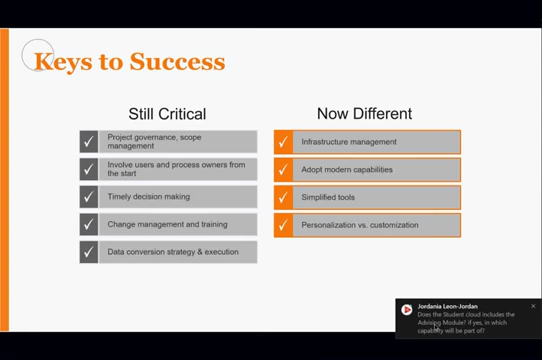 Keys to Success
Still Critical
Project governance, scope
management
Involve users and process owners from
the start
Timely decision making
Change management and training
Data conversion strategy & execution
Now Different
Infrastructure management
Adopt modern capabilities
Simplified tools
Personalization vs. customization
Jordania Leon-Jordan
Does the Student cloud includes the
Advising Module? if yes, in which
capability will be part of?